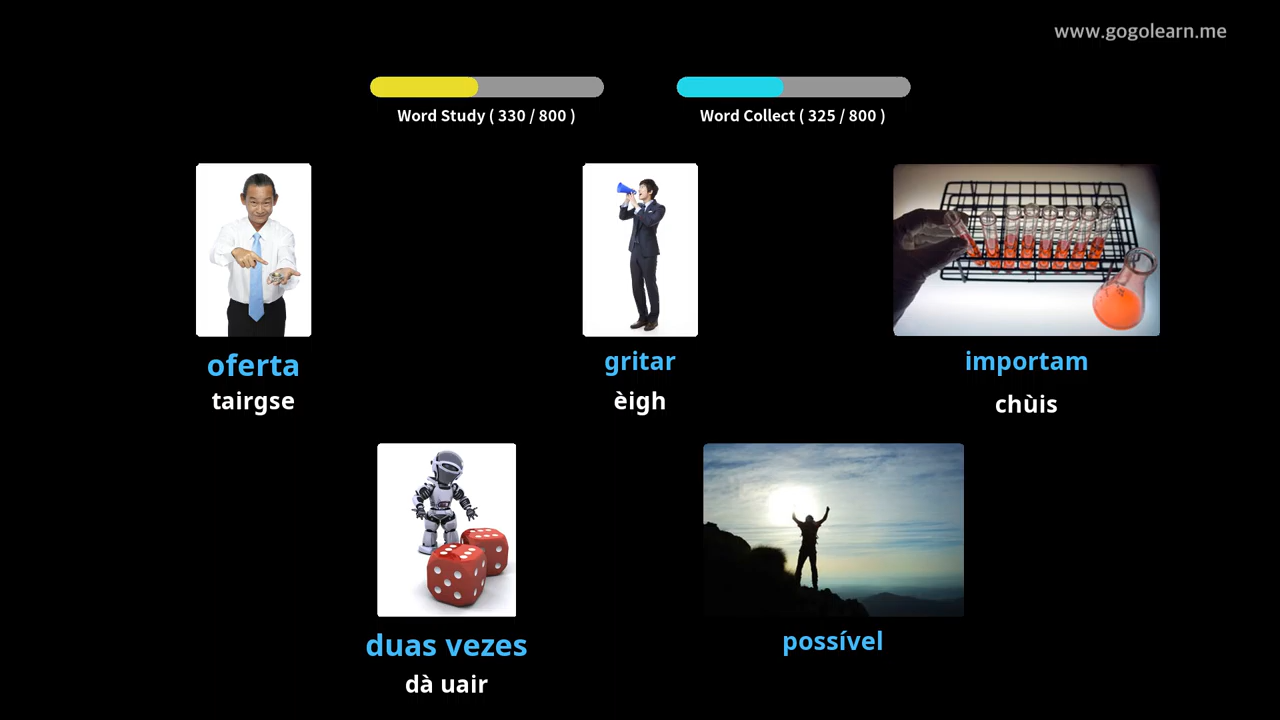 www.gogolearn.me
Word Study ( 330 / 800 )
Word Collect ( 325 / 800 )
oferta
tairgse
gritar
èigh
importam
chùis
duas vezes
dà uair
possível